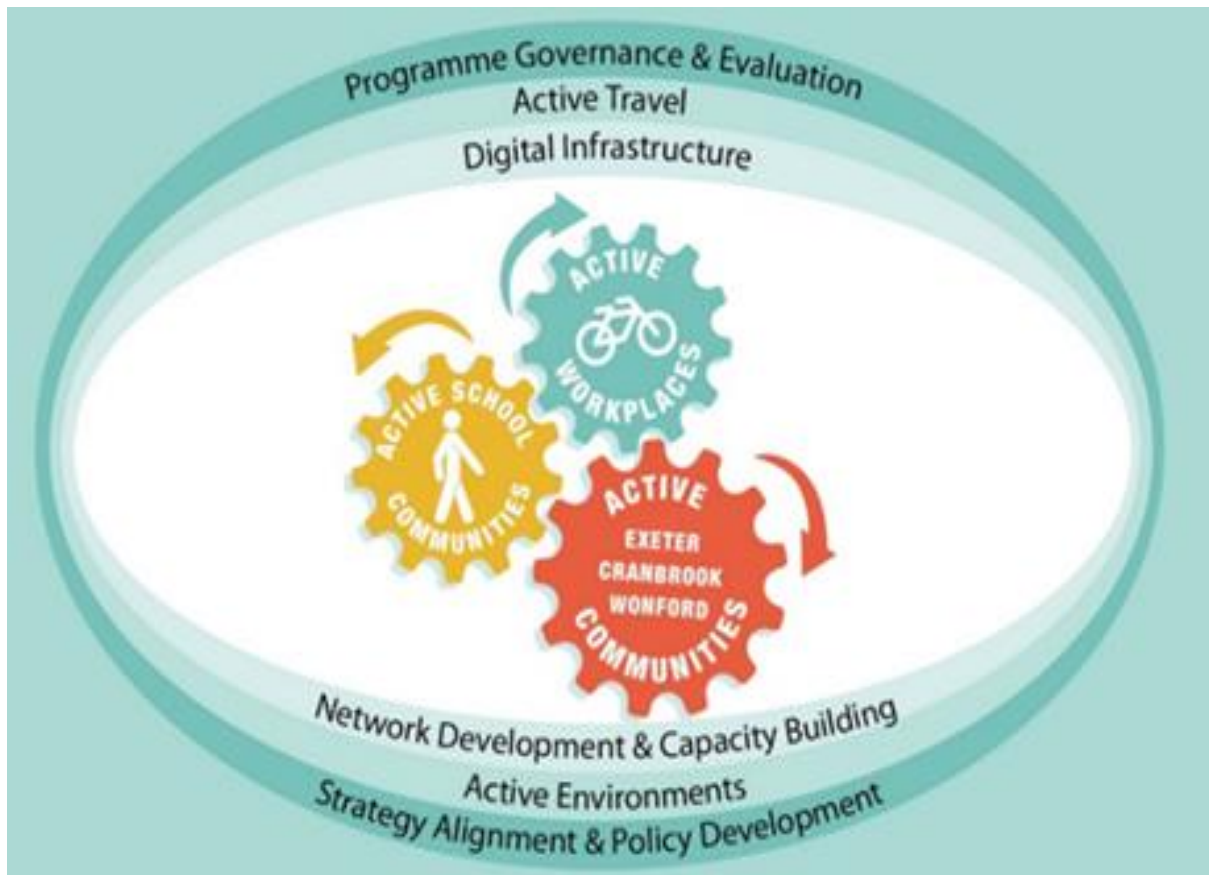 Programme Governance & Evaluation
Active Travel
Digital Infrastructure
ACTIVE
WORKPLACES
ACTIVE SCHOOL
COMMUNITIES
ACTIVE
EXETER
CRANBROOK
WONFORD
COMMUNITIES
Network Development & Capacity Building
Active Environments
Strategy Alignment & Policy Development